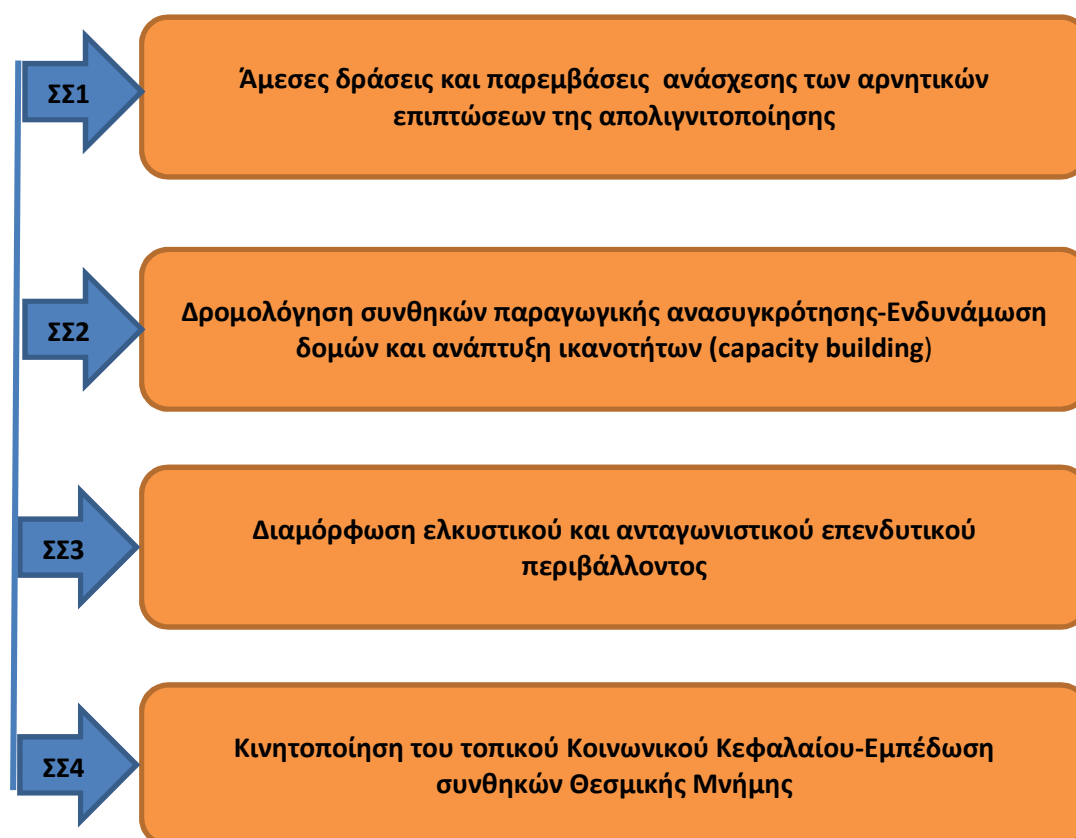 ΣΣ1
Άμεσες δράσεις και παρεμβάσεις ανάσχεσης των αρνητικών
επιπτώσεων της απολιγνιτοποίησης
ΣΣ2
Δρομολόγηση συνθηκών παραγωγικής ανασυγκρότησης-Ενδυνάμωση
δομών και ανάπτυξη ικανοτήτων (capacity building)
ΣΣ3
Διαμόρφωση ελκυστικού και ανταγωνιστικού επενδυτικού
περιβάλλοντος
ΣΣ4
Κινητοποίηση του τοπικού Κοινωνικού Κεφαλαίου-Εμπέδωση
συνθηκών Θεσμικής Μνήμης